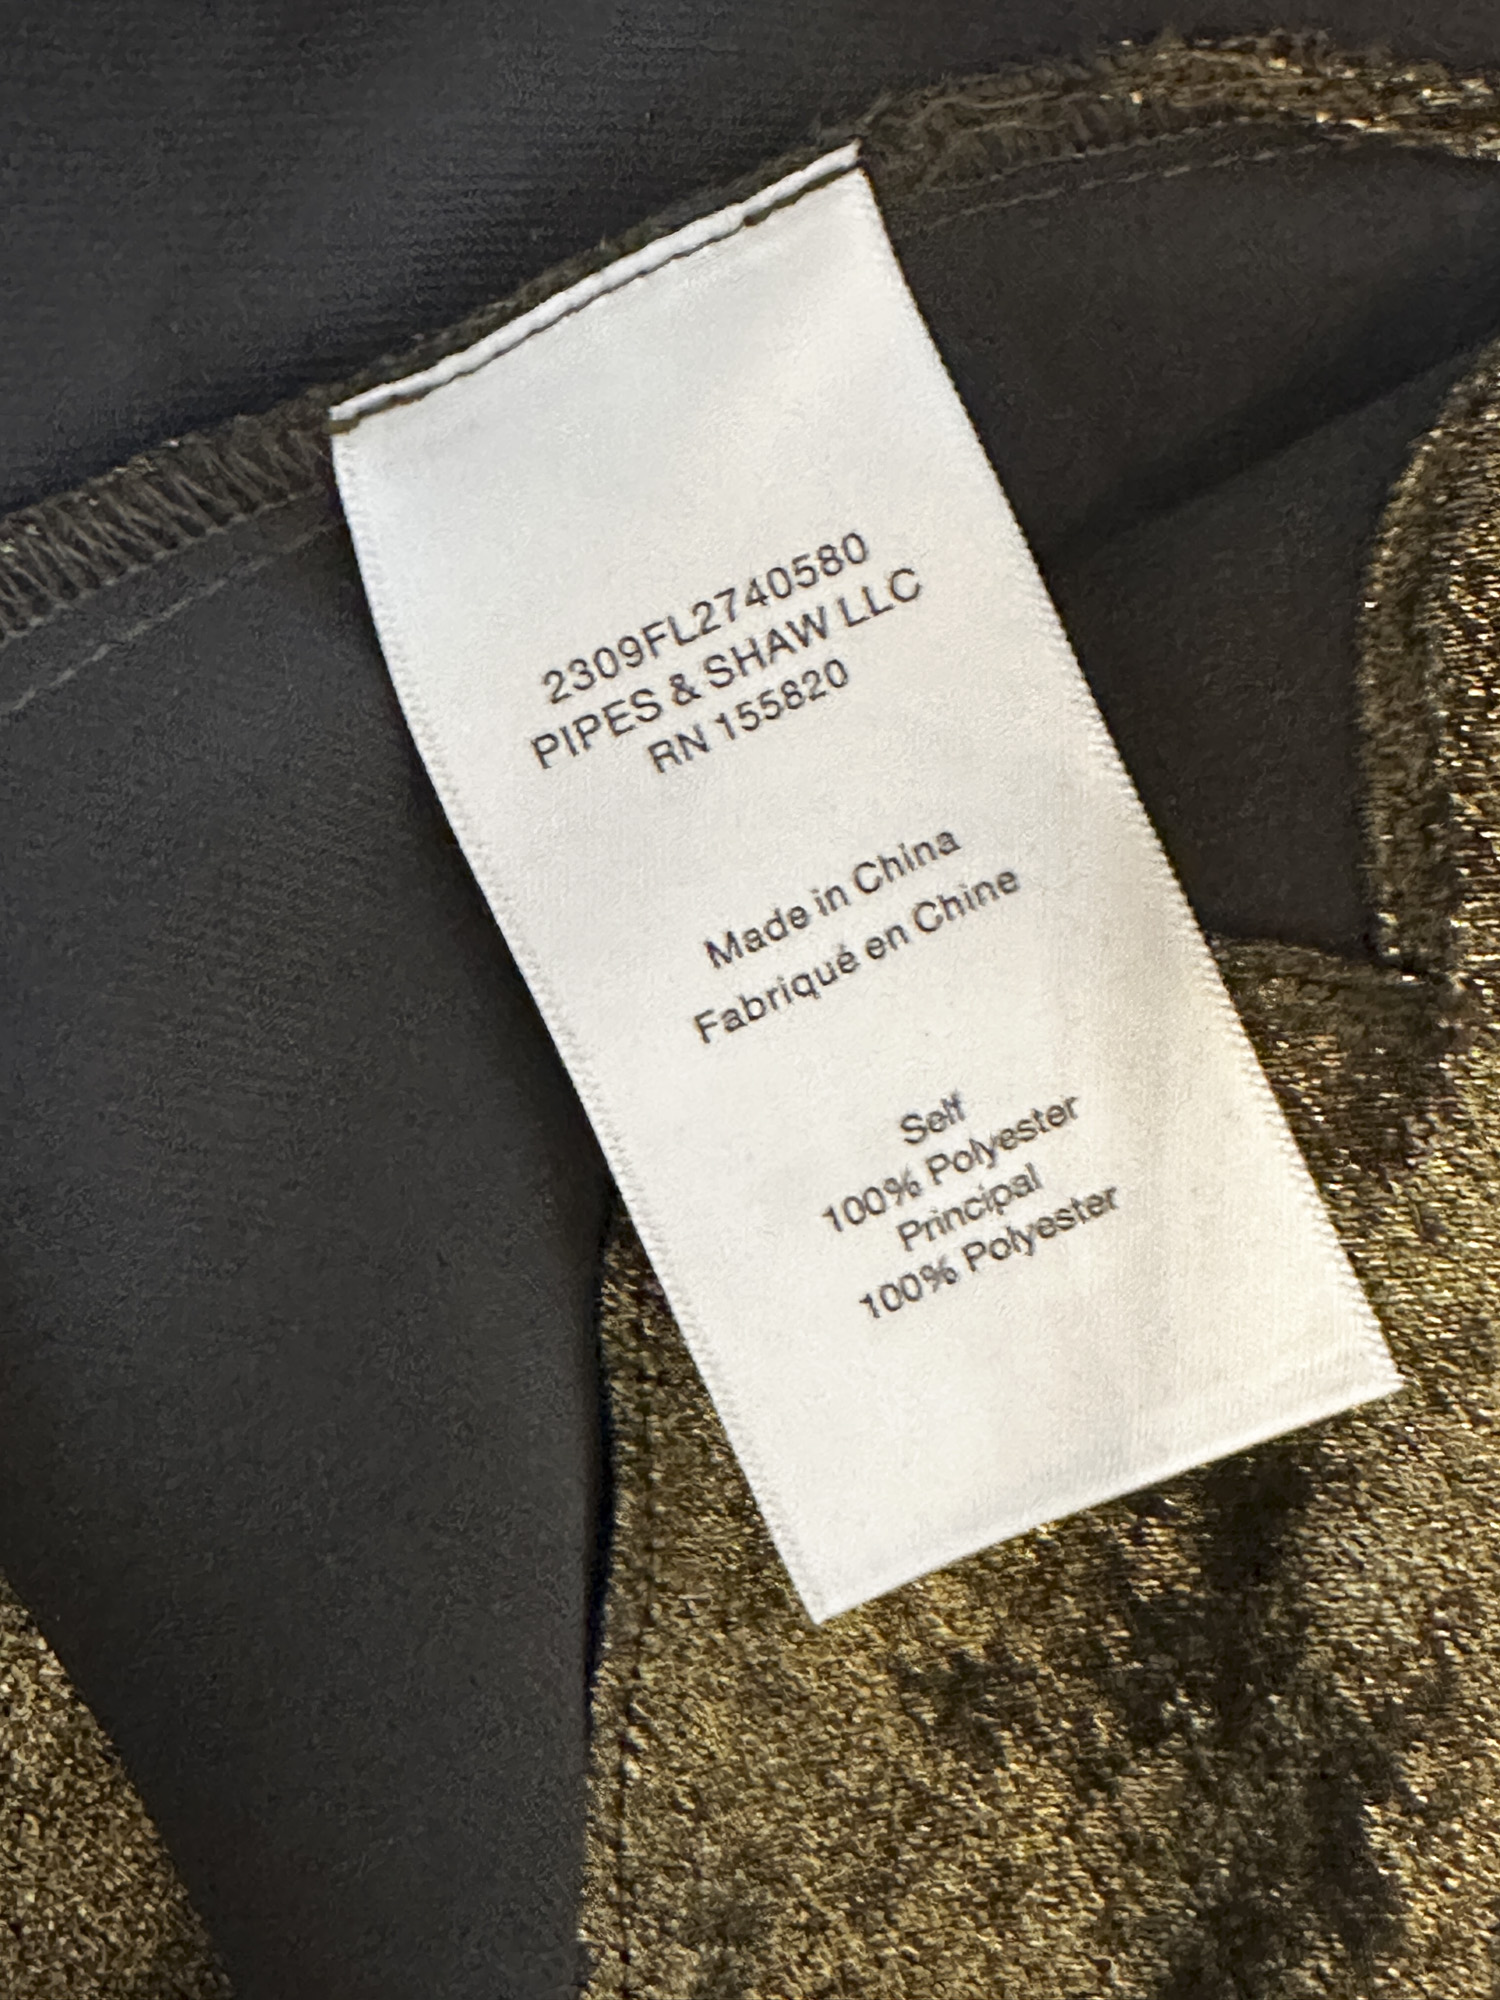 2309FL2740580
PIPES & SHAW LLC
RN 155820
Made in China
Fabriqué en Chine
Self
100% Polyester
Principal
100% Polyester